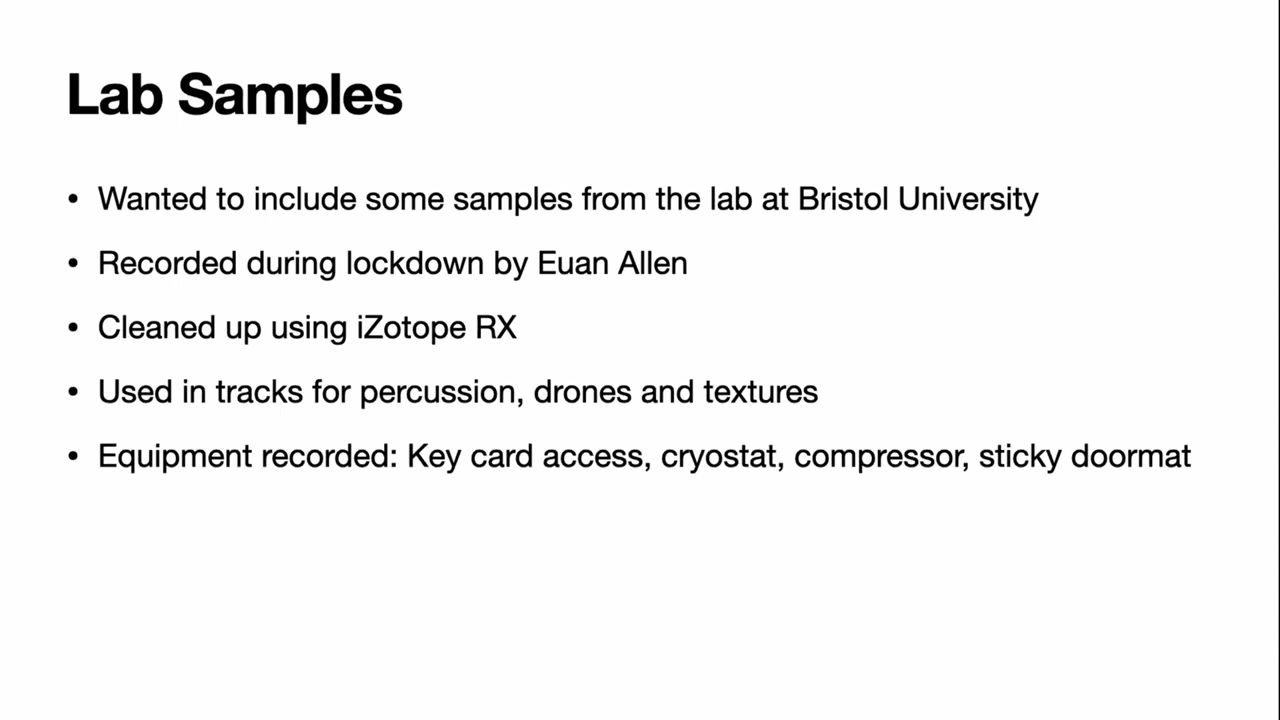 Lab Samples
• Wanted to include some samples from the lab at Bristol University
• Recorded during lockdown by Euan Allen
• Cleaned up using iZotope RX
• Used in tracks for percussion, drones and textures
• Equipment recorded: Key card access, cryostat, compressor, sticky doormat